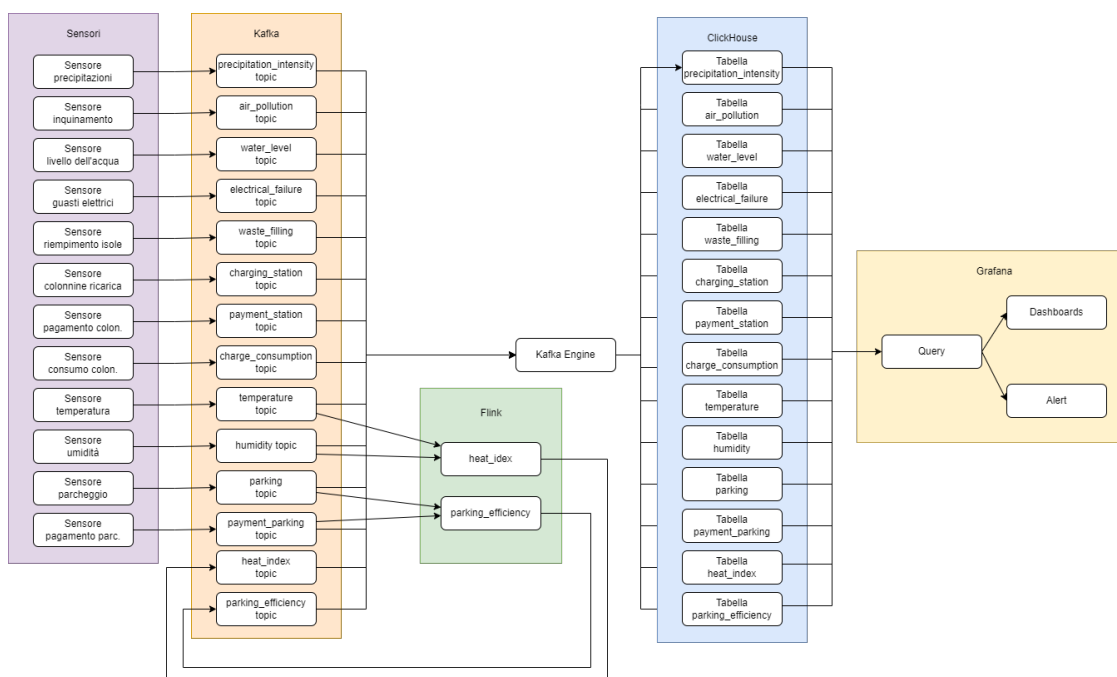 Sensori
Sensore
precipitazioni
Sensore
inquinamento
Sensore
livello dell'acqua
Sensore
guasti elettrici
Sensore
riempimento isole
Sensore
colonnine ricarica
Sensore
pagamento colon.
Sensore
consumo colon.
Sensore
temperatura
Sensore
umidità
Sensore
parcheggio
Sensore
pagamento parc.
Kafka
precipitation_intensity
topic
air_pollution
topic
water_level
topic
electrical_failure
topic
waste_filling
topic
charging_station
topic
payment_station
topic
charge_consumption
topic
temperature
topic
humidity topic
parking
topic
payment_parking
topic
heat_index
topic
parking_efficiency
topic
Flink
heat_idex
parking_efficiency
Kafka Engine
ClickHouse
Tabella
precipitation_intensity
Tabella
air_pollution
Tabella
water_level
Tabella
electrical_failure
Tabella
waste_filling
Tabella
charging_station
Tabella
payment_station
Tabella
charge_consumption
Tabella
temperature
Tabella
humidity
Tabella
parking
Tabella
payment_parking
Tabella
heat_index
Tabella
parking_efficiency
Grafana
Query
Dashboards
Alert